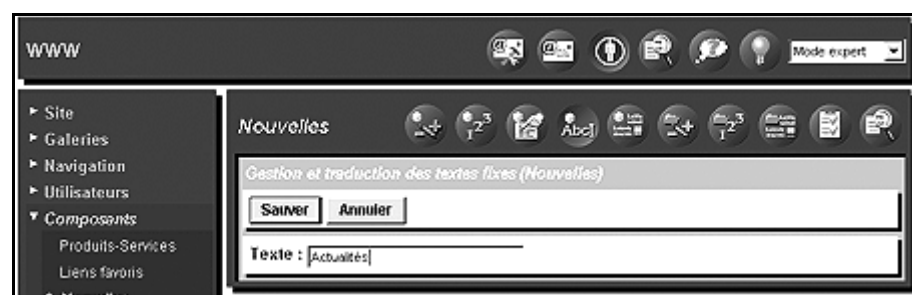 www
Mode expert
Site
Galeries
Navigation
Utilisateurs
Composants
Produits-Services
Liens favoris
Nouvelles
Abc
Gestion et traduction des textes fixes (Nouvelles)
Sauver Annuler
Texte : Actualités